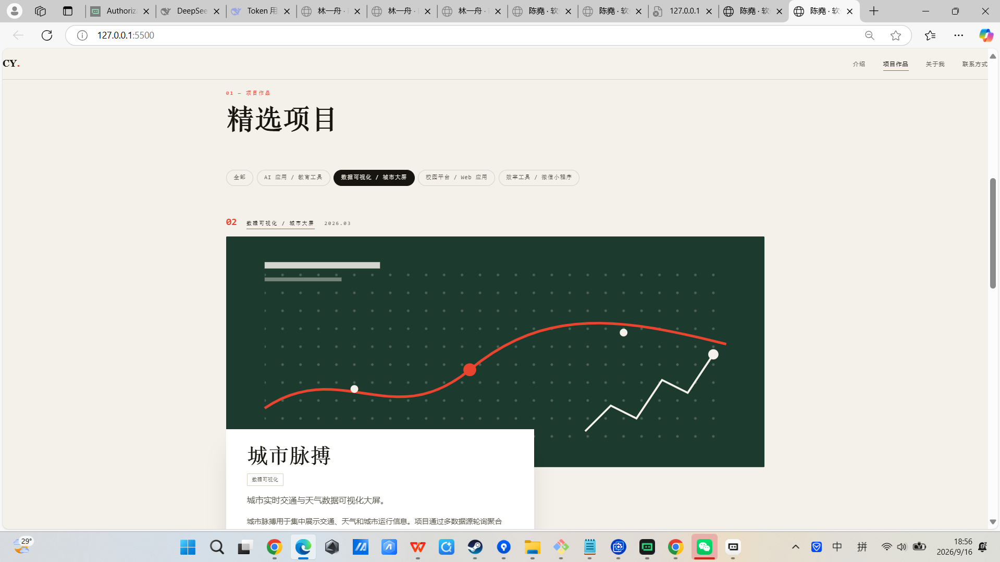 Authoriz
DeepSee
Token 用
林一舟 ·
林一舟 ·
林一舟 ·
陈堯 · 软
陈堯 · 软
127.0.0.1
陈堯 · 软
陈堯 · 软
127.0.0.1:5500
CY.
介绍
项目作品
关于我
联系方式
01 — 项目作品
精选项目
全部
AI 应用 / 教育工具
数据可视化 / 城市大屏
校园平台 / Web 应用
效率工具 / 微信小程序
02 数据可视化 / 城市大屏 2026.03
城市脉搏
数据可视化
城市实时交通与天气数据可视化大屏。
城市脉搏用于集中展示交通、天气和城市运行信息。项目通过多数据源轮询聚合
29°
中
拼
18:56
2026/9/16